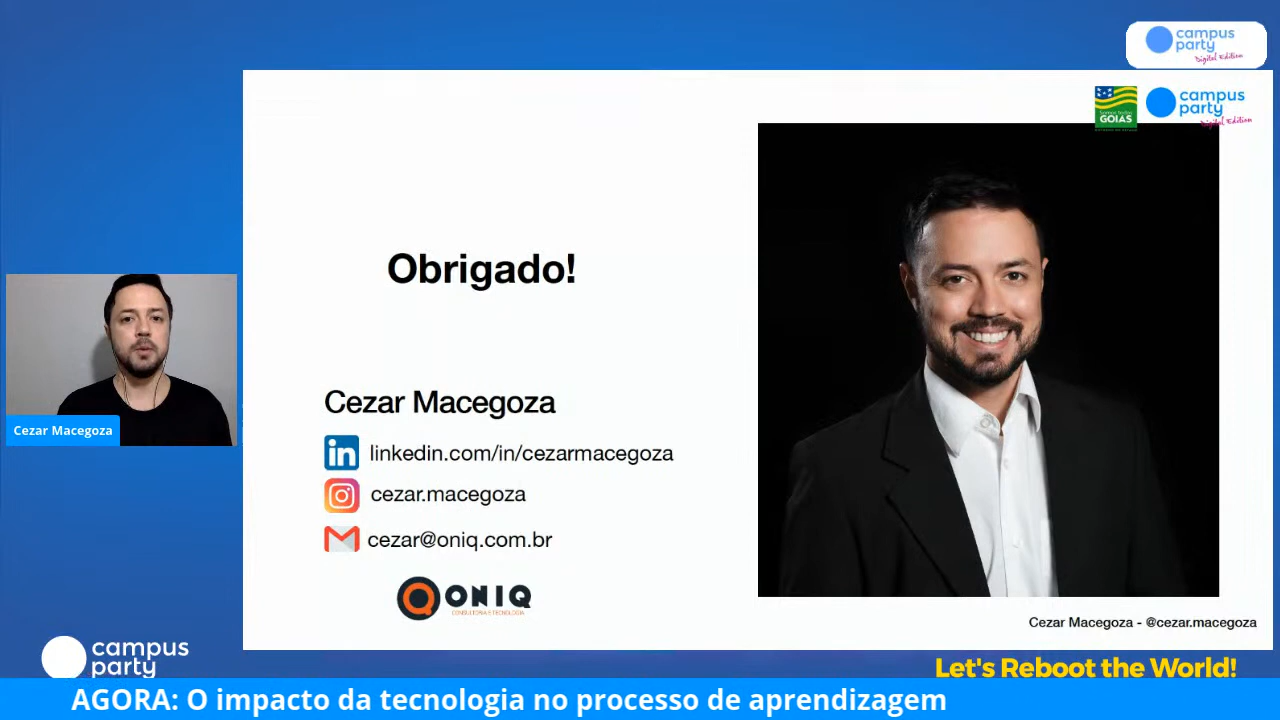 campus
party
Digital Edition
GOIÁS
campus
party
Digital Edition
Obrigado!
Cezar Macegoza
linkedin.com/in/cezarmacegoza
cezar.macegoza
cezar@oniq.com.br
ONIQ
CONSULTORIA E TECNOLOGIA
Cezar Macegoza - @cezar.macegoza
Cezar Macegoza
campus
party
Let's Reboot the World!
AGORA: O impacto da tecnologia no processo de aprendizagem